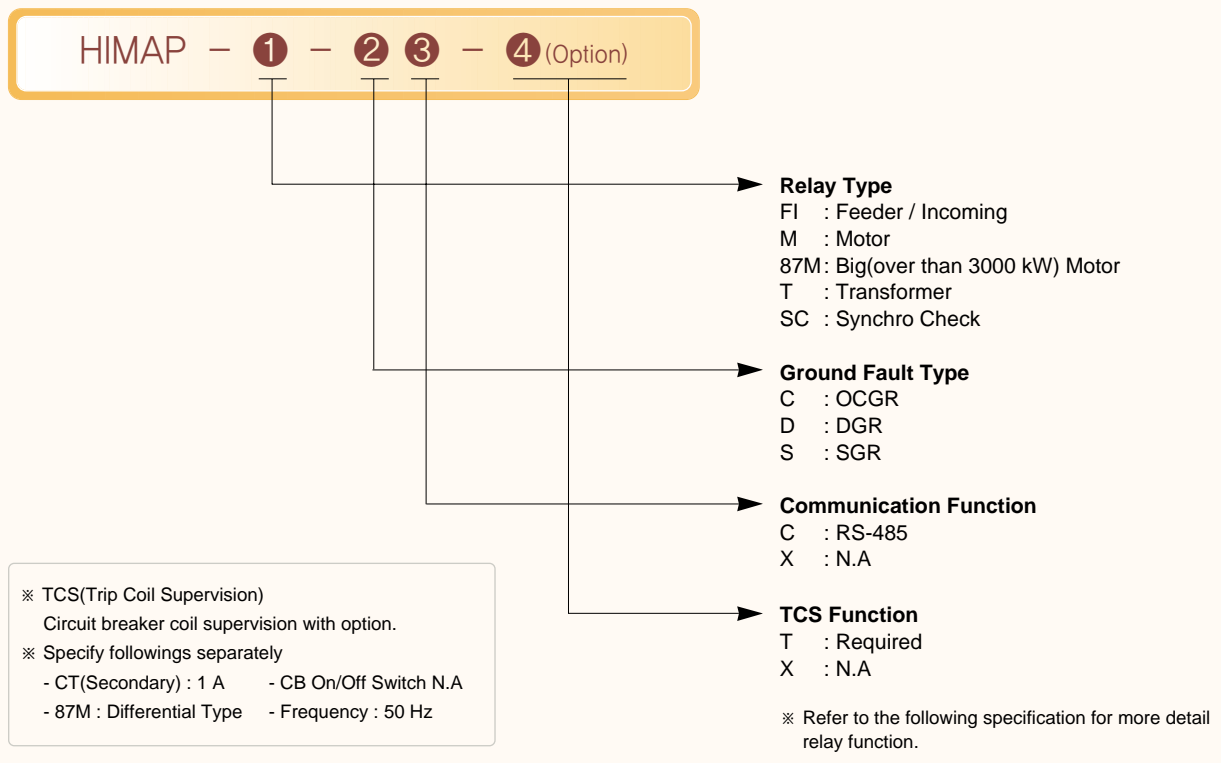 HIMAP - ❶ - ❷ ❸ - ❹ (Option)
Relay Type
FI : Feeder / Incoming
M : Motor
87M : Big(over than 3000 kW) Motor
T : Transformer
SC : Synchro Check
Ground Fault Type
C : OCGR
D : DGR
S : SGR
Communication Function
C : RS-485
X : N.A
TCS Function
T : Required
X : N.A
※ Refer to the following specification for more detail
relay function.
※ TCS(Trip Coil Supervision)
Circuit breaker coil supervision with option.
※ Specify followings separately
- CT(Secondary) : 1 A - CB On/Off Switch N.A
- 87M : Differential Type - Frequency : 50 Hz